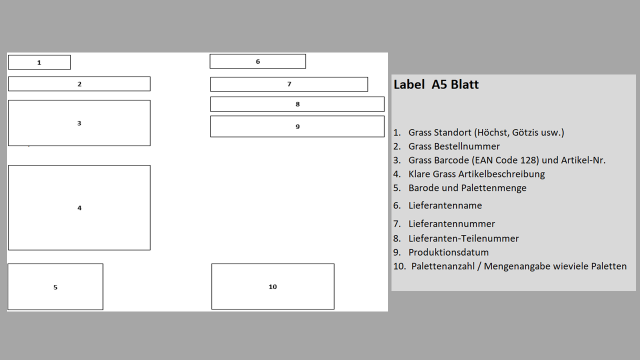 1
2
3
4
5
6
7
8
9
10
Label A5 Blatt
1. Grass Standort (Höchst, Götzis usw.)
2. Grass Bestellnummer
3. Grass Barcode (EAN Code 128) und Artikel-Nr.
4. Klare Grass Artikelbeschreibung
5. Barode und Palettenmenge
6. Lieferantenname
7. Lieferantennummer
8. Lieferanten-Teilenummer
9. Produktionsdatum
10. Palettenanzahl / Mengenangabe wieviele Paletten